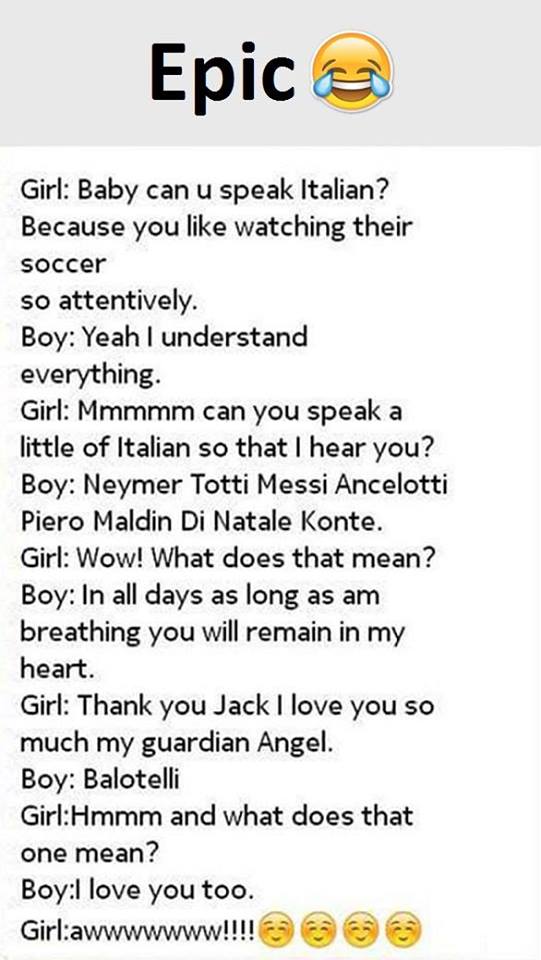 Epic😂
Girl: Baby can u speak Italian?
Because you like watching their
soccer
so attentively.
Boy: Yeah I understand
everything.
Girl: Mmmmm can you speak a
little of Italian so that I hear you?
Boy: Neymer Totti Messi Ancelotti
Piero Maldin Di Natale Konte.
Girl: Wow! What does that mean?
Boy: In all days as long as am
breathing you will remain in my
heart.
Girl: Thank you Jack I love you so
much my guardian Angel.
Boy: Balotelli
Girl:Hmmm and what does that
one mean?
Boy:I love you too.
Girl:awwwwwww!!!!☺☺☺☺